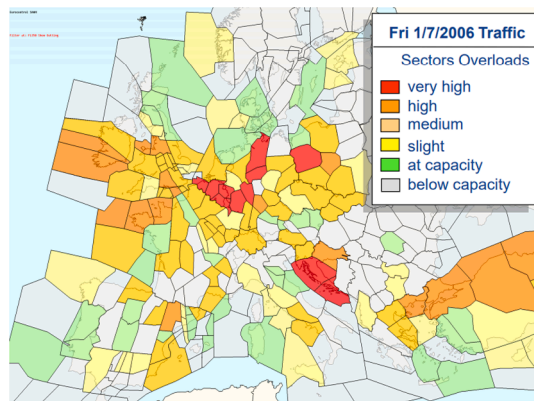 Fri 1/7/2006 Traffic
Sectors Overloads
very high
high
medium
slight
at capacity
below capacity